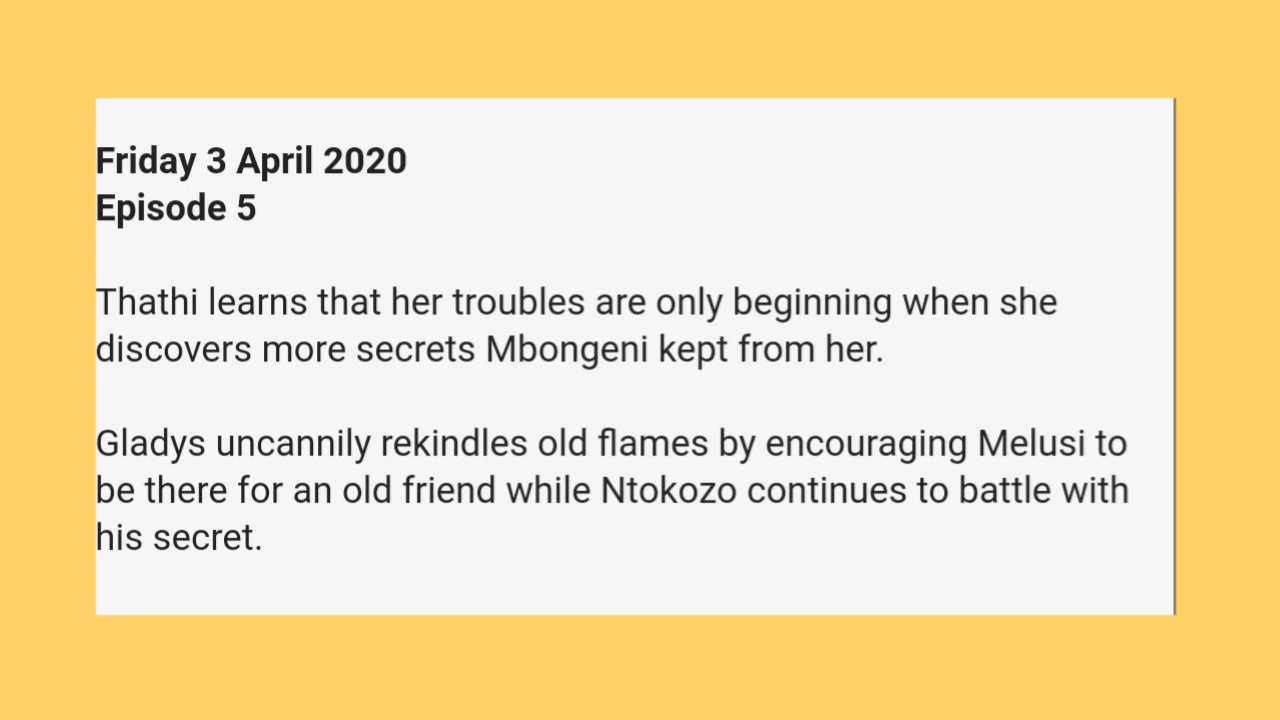 Friday 3 April 2020
Episode 5
Thathi learns that her troubles are only beginning when she
discovers more secrets Mbongeni kept from her.
Gladys uncannily rekindles old flames by encouraging Melusi to
be there for an old friend while Ntokozo continues to battle with
his secret.